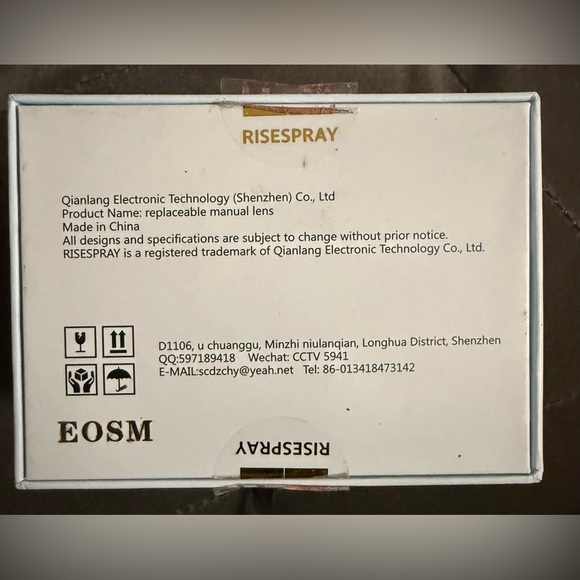 RISESPRAY
Qianlang Electronic Technology (Shenzhen) Co., Ltd
Product Name: replaceable manual lens
Made in China
All designs and specifications are subject to change without prior notice.
RISESPRAY is a registered trademark of Qianlang Electronic Technology Co., Ltd.
D1106, u chuanggu, Minzhi niulanqian, Longhua District, Shenzhen
QQ:597189418 Wechat: CCTV 5941
E-MAIL:scdzchy@yeah.net Tel: 86-013418473142
EOSM
RISESPRAY